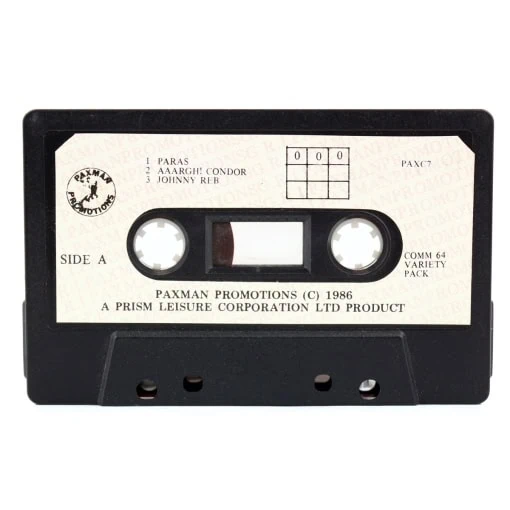 1 PARAS
2 AAARGH! CONDOR
3 JOHNNY REB
0 0 0
PAXC7
PAXMAN
PROMOTIONS
SIDE A
COMM 64
VARIETY
PACK
PAXMAN PROMOTIONS (C) 1986
A PRISM LEISURE CORPORATION LTD PRODUCT